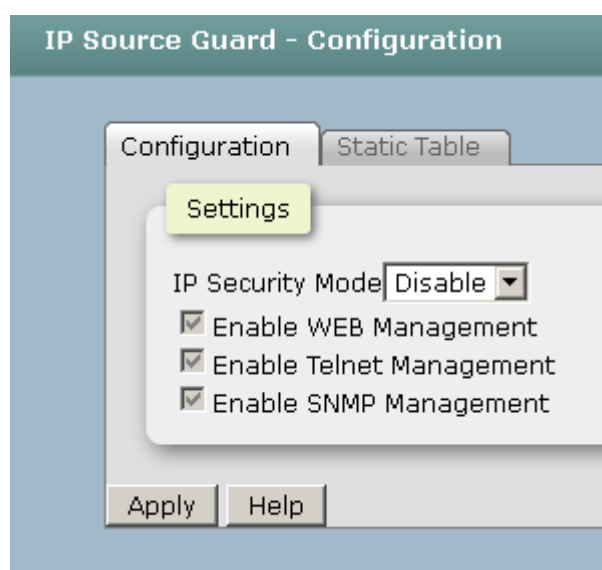 IP Source Guard - Configuration
Configuration Static Table
Settings
IP Security Mode Disable
Enable WEB Management
Enable Telnet Management
Enable SNMP Management
Apply Help